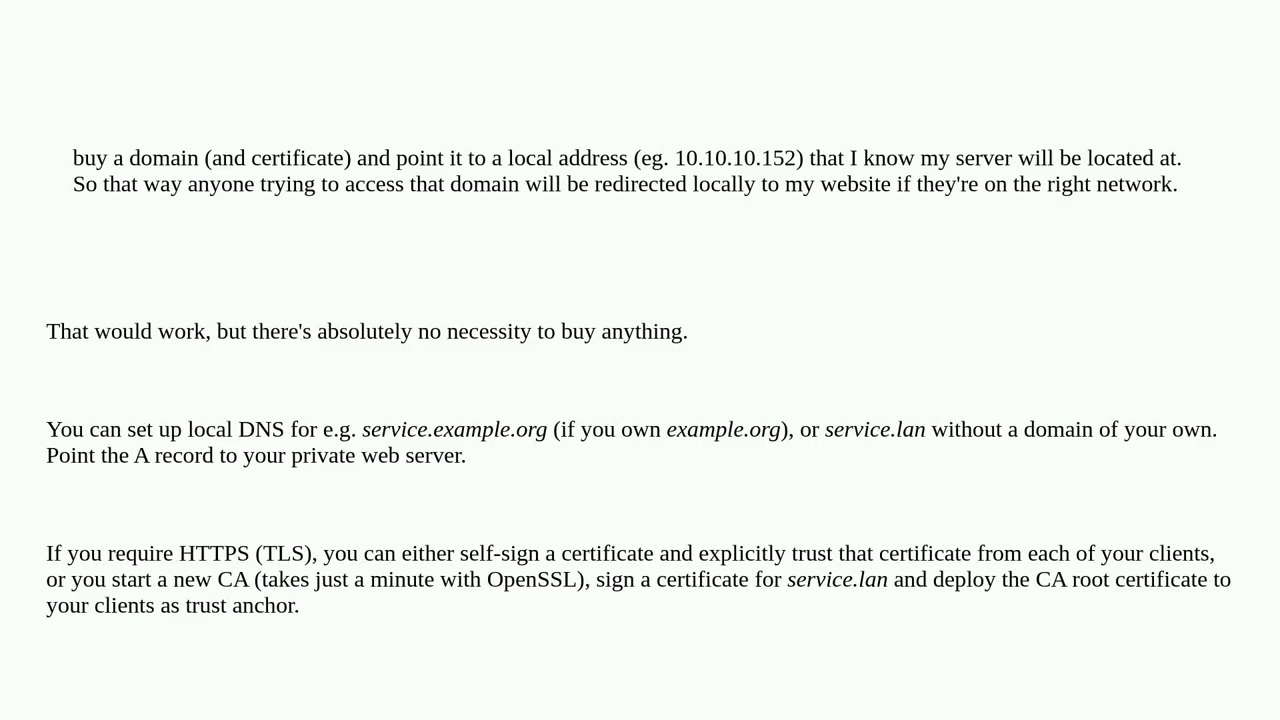 buy a domain (and certificate) and point it to a local address (eg. 10.10.10.152) that I know my server will be located at.
So that way anyone trying to access that domain will be redirected locally to my website if they're on the right network.
That would work, but there's absolutely no necessity to buy anything.
You can set up local DNS for e.g. service.example.org (if you own example.org), or service.lan without a domain of your own.
Point the A record to your private web server.
If you require HTTPS (TLS), you can either self-sign a certificate and explicitly trust that certificate from each of your clients,
or you start a new CA (takes just a minute with OpenSSL), sign a certificate for service.lan and deploy the CA root certificate to
your clients as trust anchor.